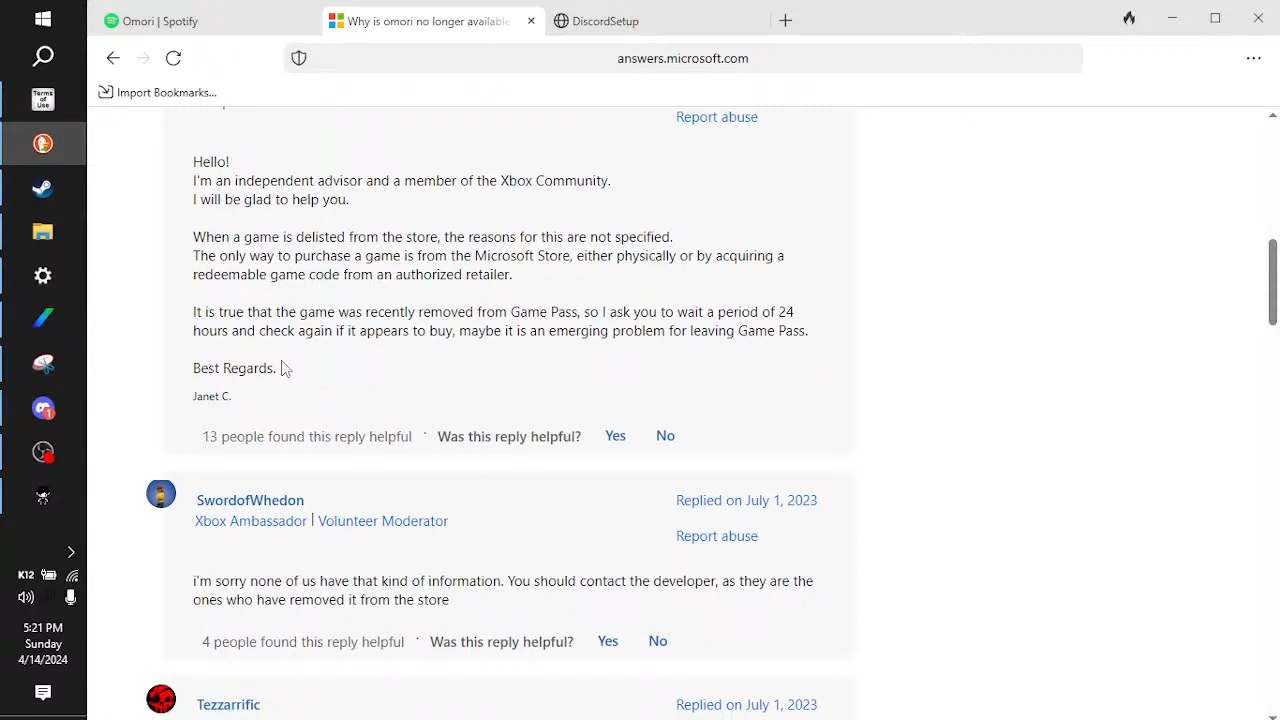 Omori | Spotify
Why is omori no longer available
DiscordSetup
answers.microsoft.com
Import Bookmarks...
Terms
of
Use
Report abuse
Hello!
I'm an independent advisor and a member of the Xbox Community.
I will be glad to help you.
When a game is delisted from the store, the reasons for this are not specified.
The only way to purchase a game is from the Microsoft Store, either physically or by acquiring a
redeemable game code from an authorized retailer.
It is true that the game was recently removed from Game Pass, so I ask you to wait a period of 24
hours and check again if it appears to buy, maybe it is an emerging problem for leaving Game Pass.
Best Regards.
Janet C.
13 people found this reply helpful · Was this reply helpful? Yes No
SwordofWhedon
Replied on July 1, 2023
Xbox Ambassador | Volunteer Moderator
Report abuse
i'm sorry none of us have that kind of information. You should contact the developer, as they are the
ones who have removed it from the store
4 people found this reply helpful · Was this reply helpful? Yes No
Tezzarrific
Replied on July 1, 2023
1
K12
5:21 PM
Sunday
4/14/2024